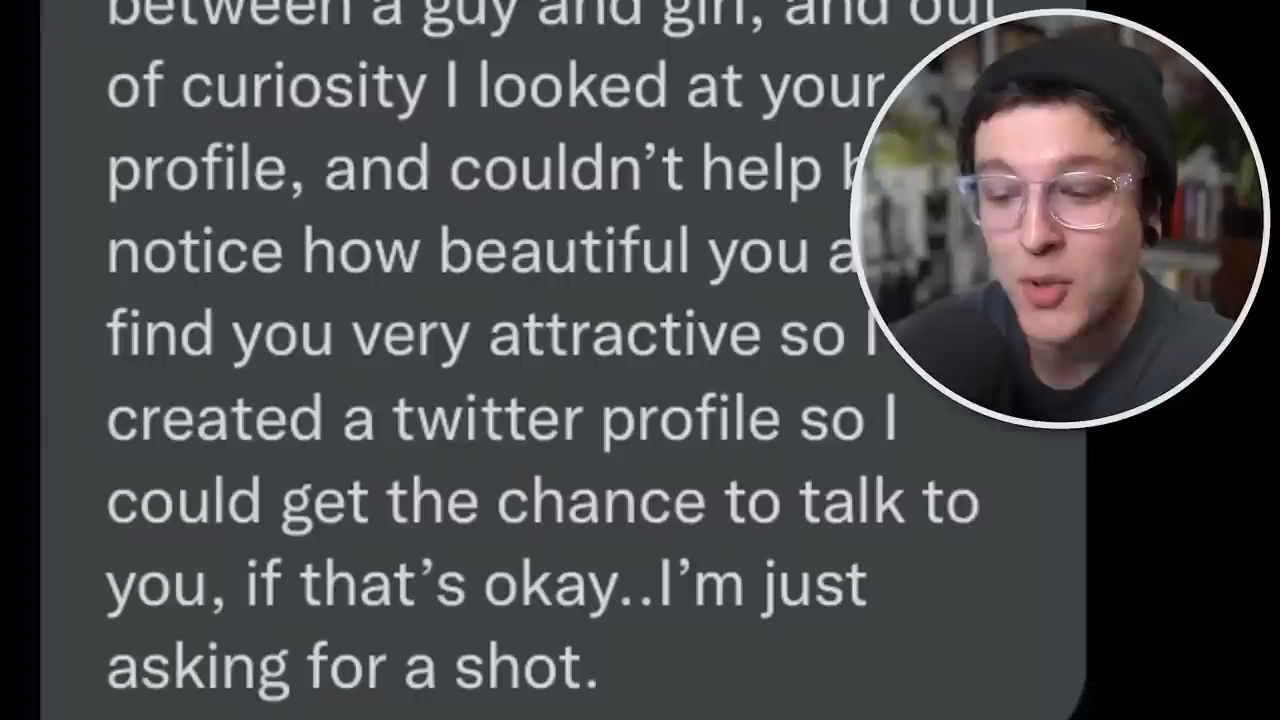 between a guy and girl, and out
of curiosity I looked at your
profile, and couldn’t help
notice how beautiful you
find you very attractive so I
created a twitter profile so I
could get the chance to talk to
you, if that’s okay..I’m just
asking for a shot.